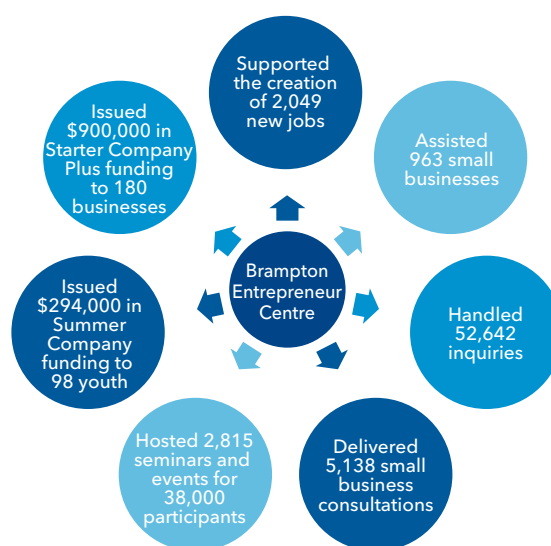 Supported
the creation
of 2,049
new jobs
Assisted
963 small
businesses
Handled
52,642
inquiries
Delivered
5,138 small
business
consultations
Hosted 2,815
seminars and
events for
38,000
participants
Issued
$294,000 in
Summer
Company
funding to
98 youth
Issued
$900,000 in
Starter Company
Plus funding
to 180
businesses
Brampton
Entrepreneur
Centre